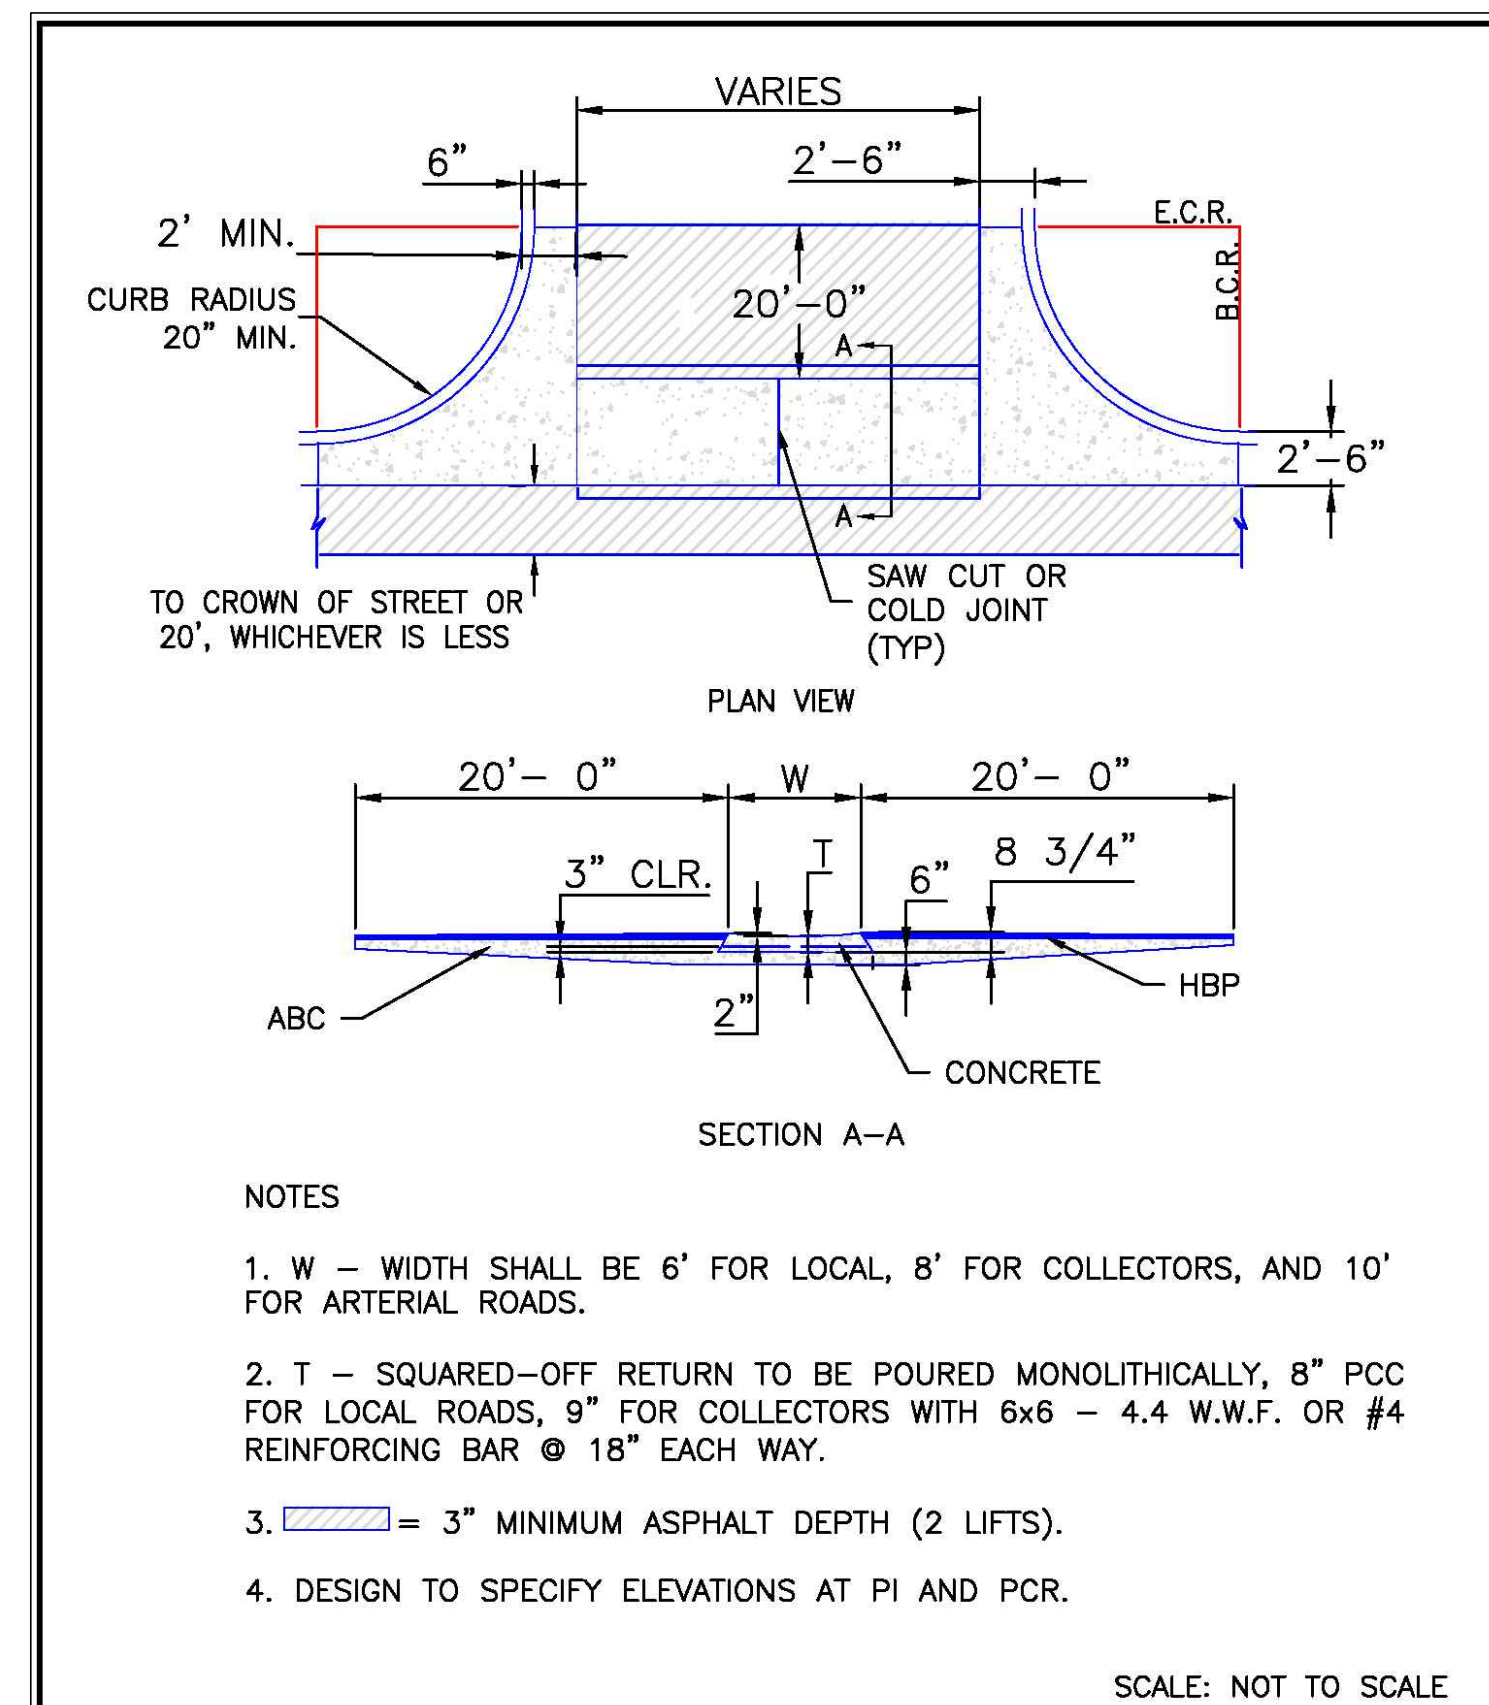 VARIES
6”
2'-6”
2' MIN.
E.C.R.
B.C.R.
CURB RADIUS
20” MIN.
20'-0”
A
A
2'-6”
TO CROWN OF STREET OR
20', WHICHEVER IS LESS
SAW CUT OR
COLD JOINT
(TYP)
PLAN VIEW
20'- 0”
W
20'- 0”
3” CLR.
T
6”
8 3/4”
ABC
2”
HBP
CONCRETE
SECTION A-A
NOTES
1. W - WIDTH SHALL BE 6' FOR LOCAL, 8' FOR COLLECTORS, AND 10'
FOR ARTERIAL ROADS.
2. T - SQUARED-OFF RETURN TO BE POURED MONOLITHICALLY, 8” PCC
FOR LOCAL ROADS, 9” FOR COLLECTORS WITH 6x6 - 4.4 W.W.F. OR #4
REINFORCING BAR @ 18” EACH WAY.
3. = 3” MINIMUM ASPHALT DEPTH (2 LIFTS).
4. DESIGN TO SPECIFY ELEVATIONS AT PI AND PCR.
SCALE: NOT TO SCALE